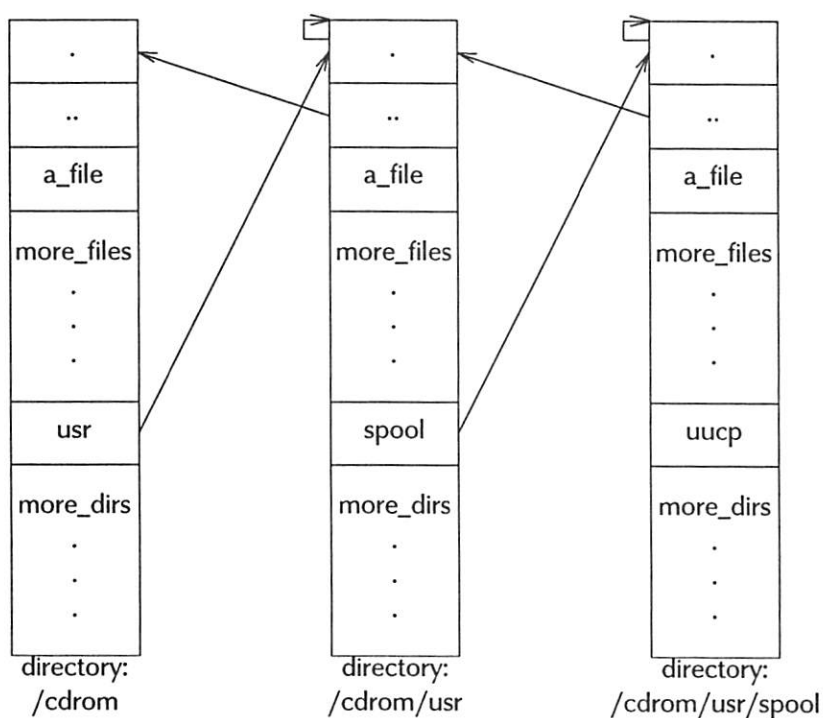 .
..
a_file
more_files
.
.
.
usr
more_dirs
.
.
.
directory:
/cdrom
.
..
a_file
more_files
.
.
.
spool
more_dirs
.
.
.
directory:
/cdrom/usr
.
..
a_file
more_files
.
.
.
uucp
more_dirs
.
.
.
directory:
/cdrom/usr/spool